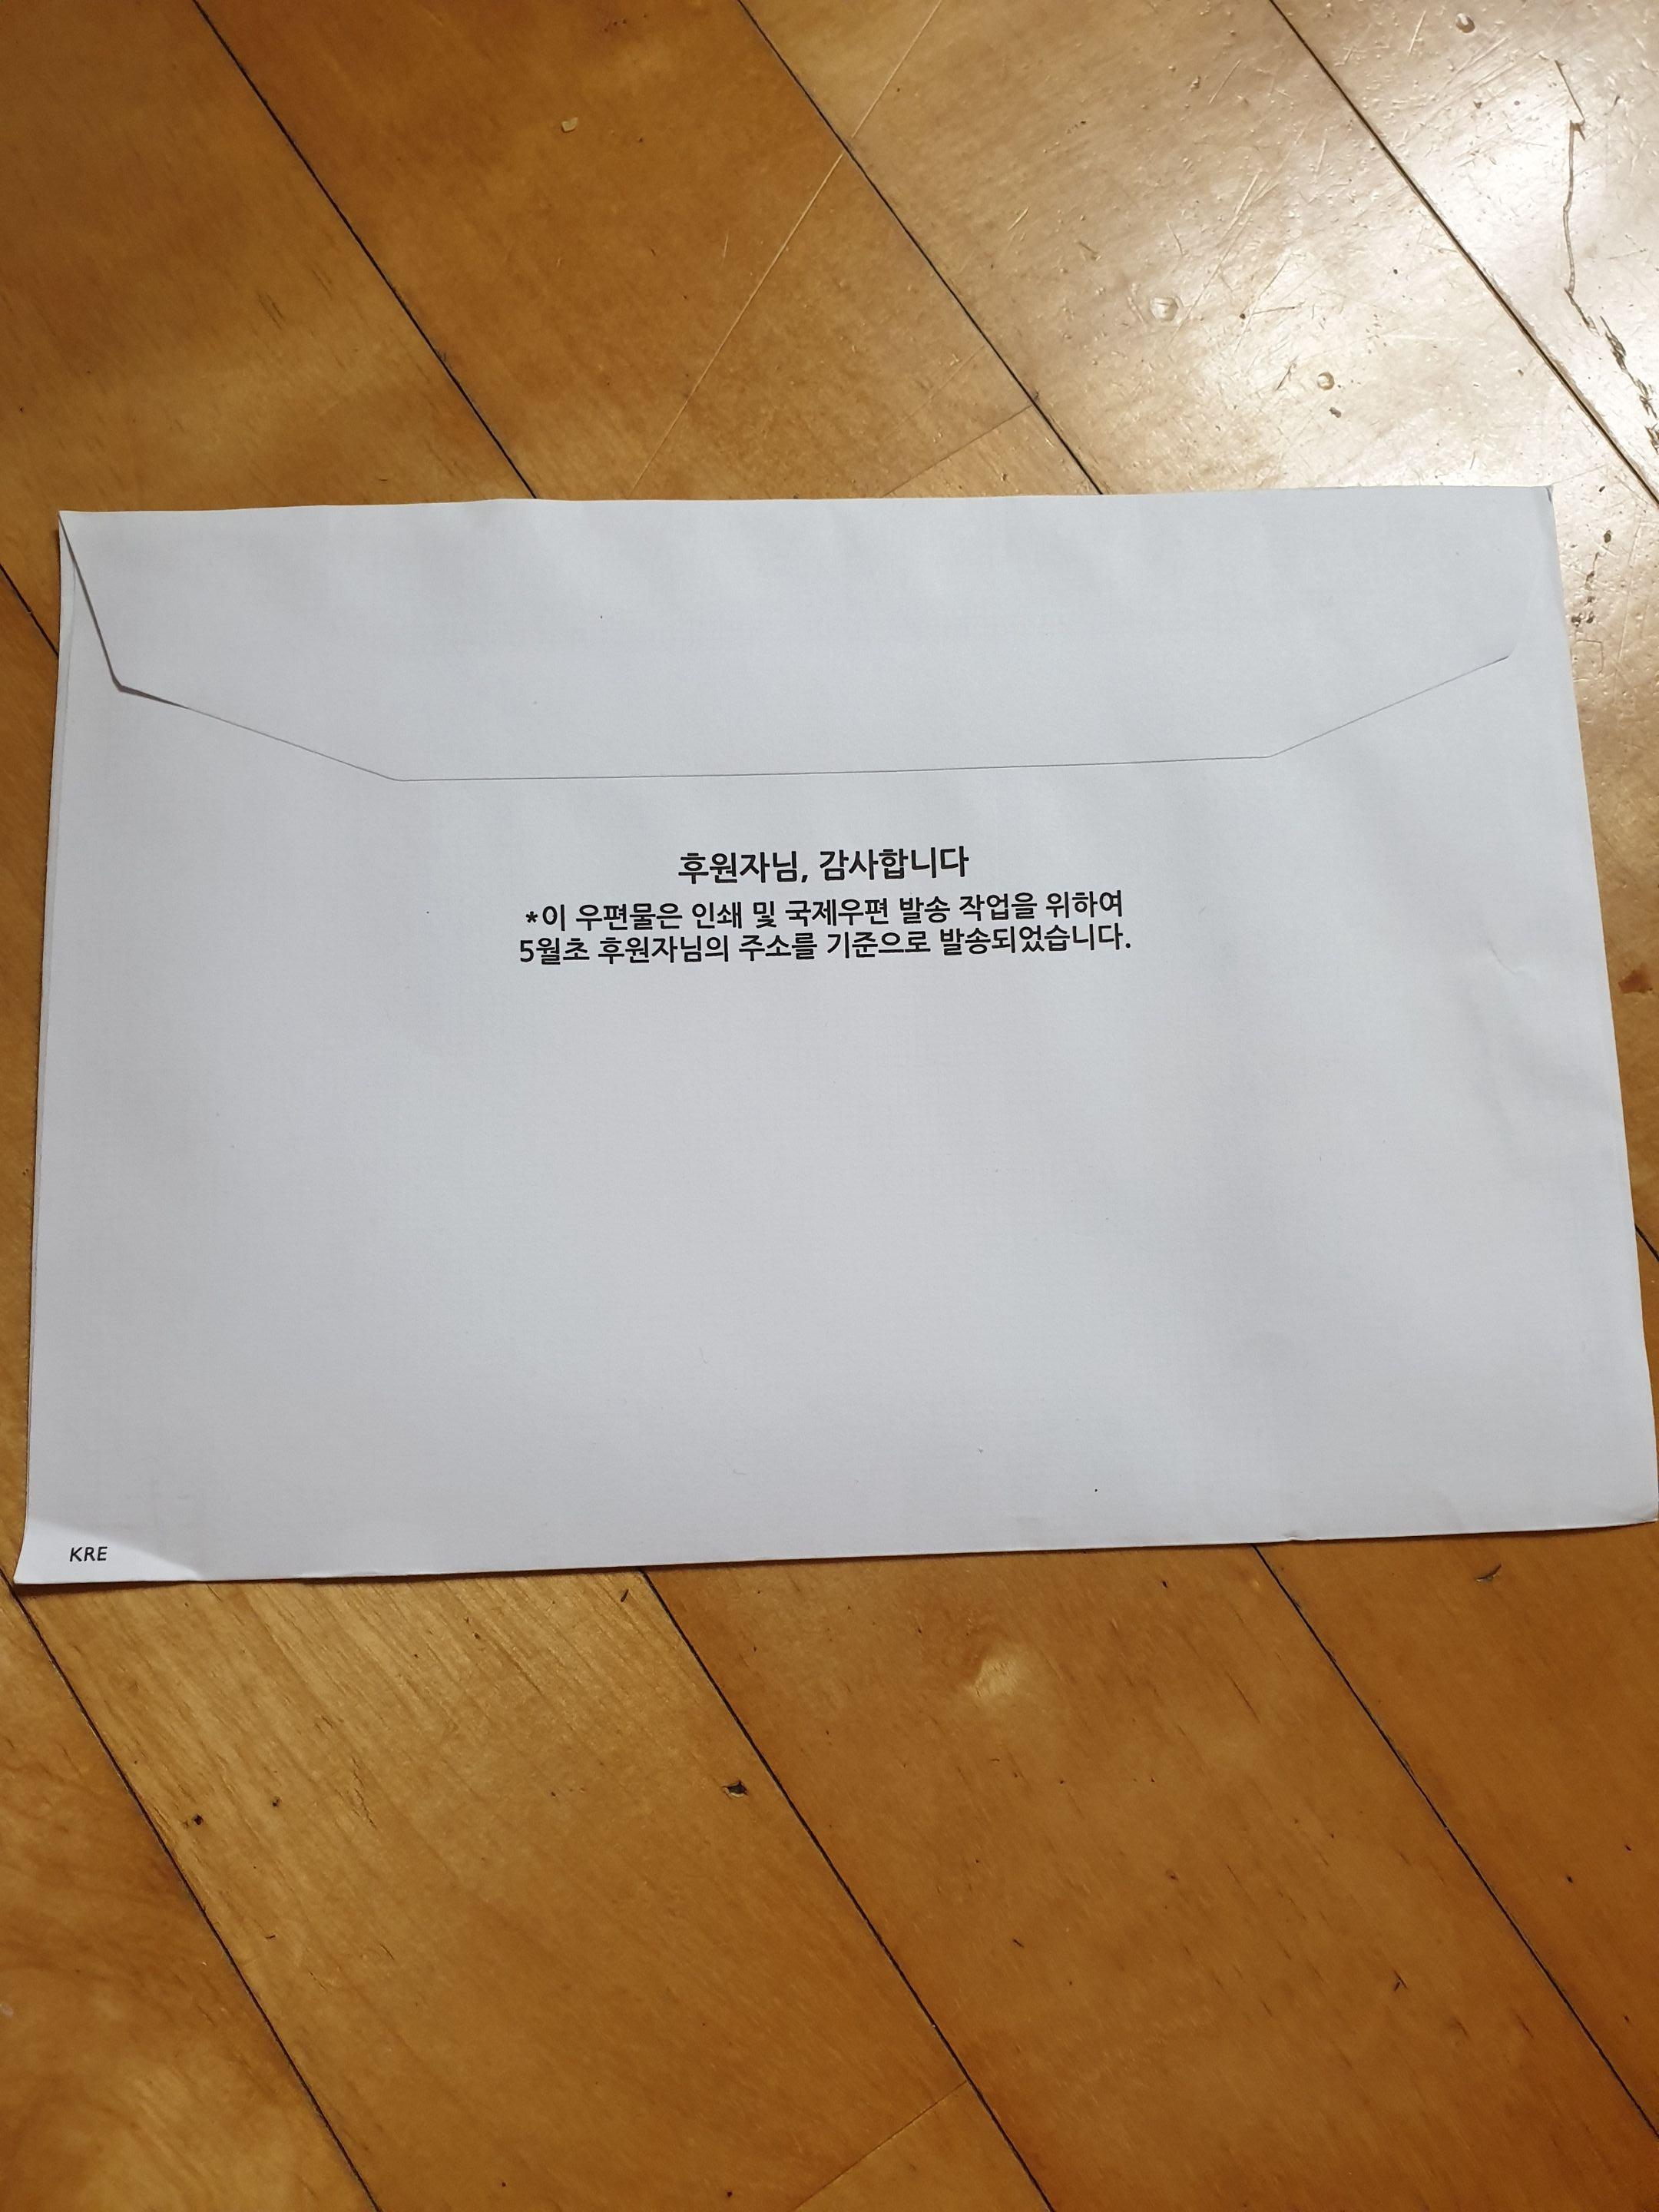 후원자님, 감사합니다
*이 우편물은 인쇄 및 국제우편 발송 작업을 위하여
5월초 후원자님의 주소를 기준으로 발송되었습니다.
KRE